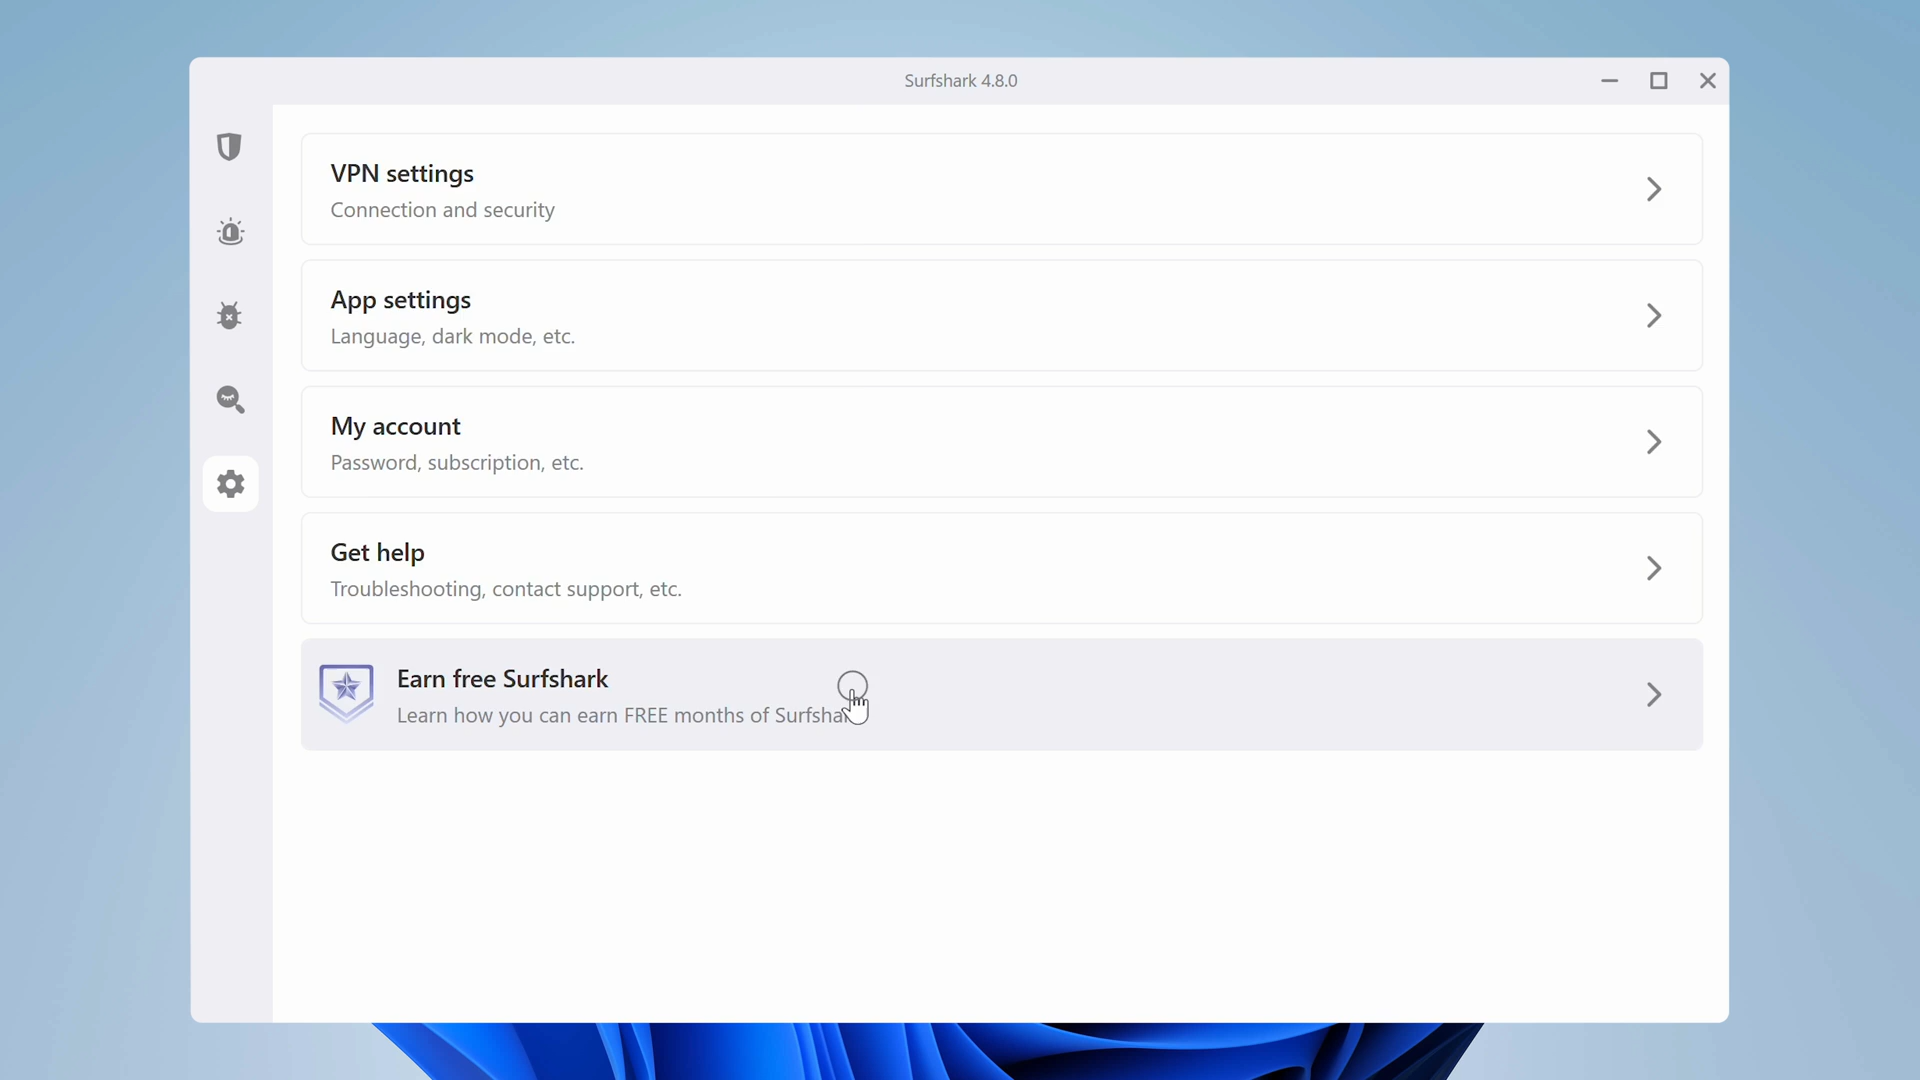 Surfshark 4.8.0
VPN settings
Connection and security
App settings
Language, dark mode, etc.
My account
Password, subscription, etc.
Get help
Troubleshooting, contact support, etc.
Earn free Surfshark
Learn how you can earn FREE months of Surfshark